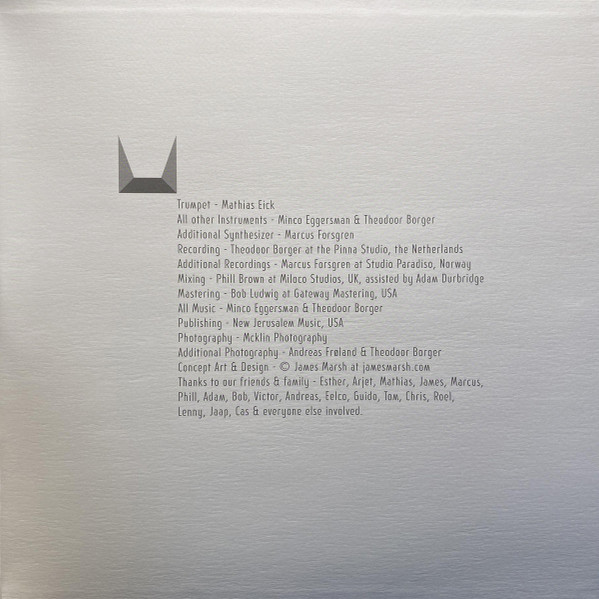 Trumpet - Mathias Eick
All other Instruments - Minco Eggersman & Theodoor Borger
Additional Synthesizer - Marcus Forsgren
Recording - Theodoor Borger at the Pinna Studio, the Netherlands
Additional Recordings - Marcus Forsgren at Studio Paradiso, Norway
Mixing - Phill Brown at Miloco Studios, UK, assisted by Adam Durbridge
Mastering - Bob Ludwig at Gateway Mastering, USA
All Music - Minco Eggersman & Theodoor Borger
Publishing - New Jerusalem Music, USA
Photography - Mcklin Photography
Additional Photography - Andreas Frøland & Theodoor Borger
Concept Art & Design - © James Marsh at jamesmarsh.com
Thanks to our friends & family - Esther, Arjet, Mathias, James, Marcus,
Phill, Adam, Bob, Victor, Andreas, Eelco, Guido, Tom, Chris, Roel,
Lenny, Jaap, Cas & everyone else involved.